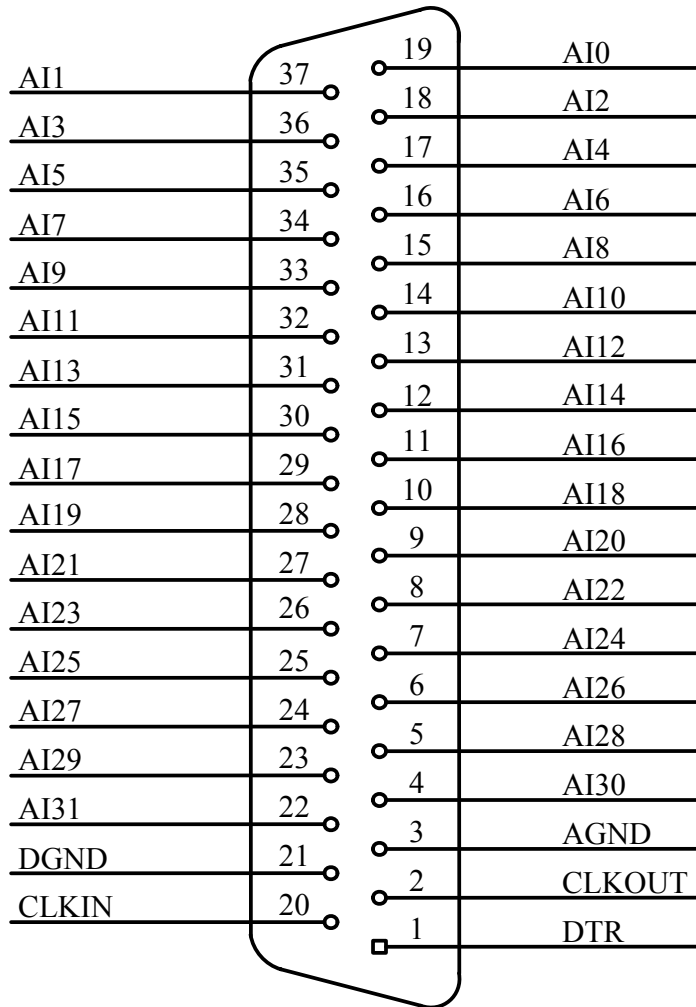 19 AI0
AI1 37
18 AI2
AI3 36
17 AI4
AI5 35
16 AI6
AI7 34
15 AI8
AI9 33
14 AI10
AI11 32
13 AI12
AI13 31
12 AI14
AI15 30
11 AI16
AI17 29
10 AI18
AI19 28
9 AI20
AI21 27
8 AI22
AI23 26
7 AI24
AI25 25
6 AI26
AI27 24
5 AI28
AI29 23
4 AI30
AI31 22
3 AGND
DGND 21
2 CLKOUT
CLKIN 20
1 DTR